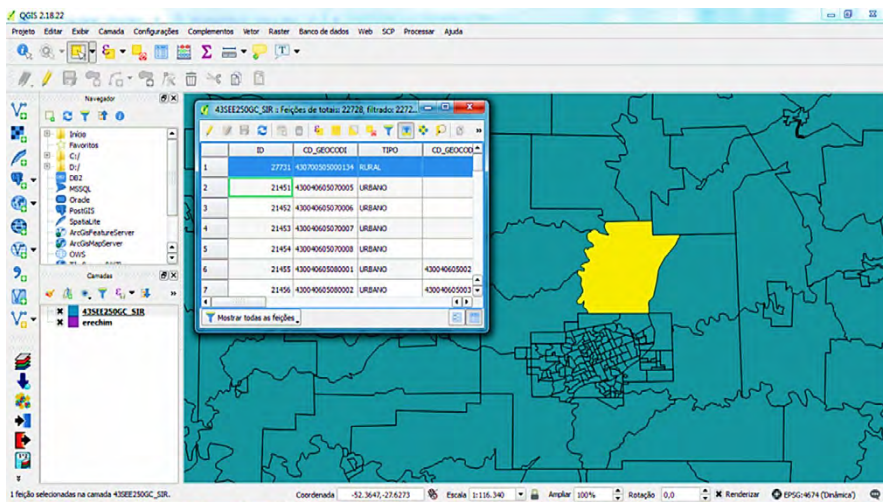 QGIS 2.18.22
Projeto Editar Exibir Camada Configurações Complementos Vetor Raster Banco de dados Web SCP Processar Ajuda
Navegador
Início
Favoritos
C:/
D:/
DB2
MSSQL
Oracle
PostGIS
SpatiaLite
ArcGisFeatureServer
ArcGisMapServer
OWS
Camadas
43SEE250GC_SIR
erechim
43SEE250GC_SIR :: Feições de totais: 22728, filtrado: 2272...
ID CD_GEOCODI TIPO CD_GEOCOD
1 27731 430700505000134 RURAL
2 21451 430040605070005 URBANO
3 21452 430040605070006 URBANO
4 21453 430040605070007 URBANO
5 21454 430040605070008 URBANO
6 21455 430040605080001 URBANO 430040605002
7 21456 430040605080002 URBANO 430040605003
Mostrar todas as feições
1 feição selecionadas na camada 43SEE250GC_SIR. Coordenada -52.3647,-27.6273 Escala 1:116.340 Ampliar 100% Rotação 0,0 Renderizar EPSG:4674 (Dinâmica)